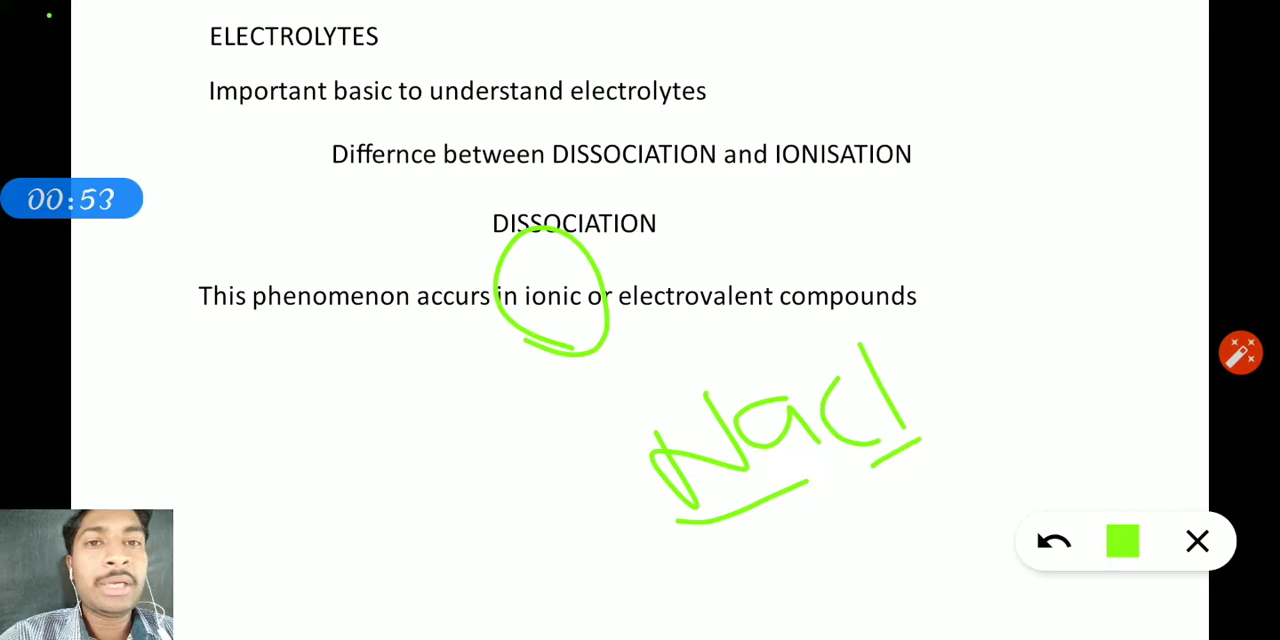 ELECTROLYTES
Important basic to understand electrolytes
Differnce between DISSOCIATION and IONISATION
00:53
DISSOCIATION
This phenomenon accurs in ionic or electrovalent compounds
Nacl